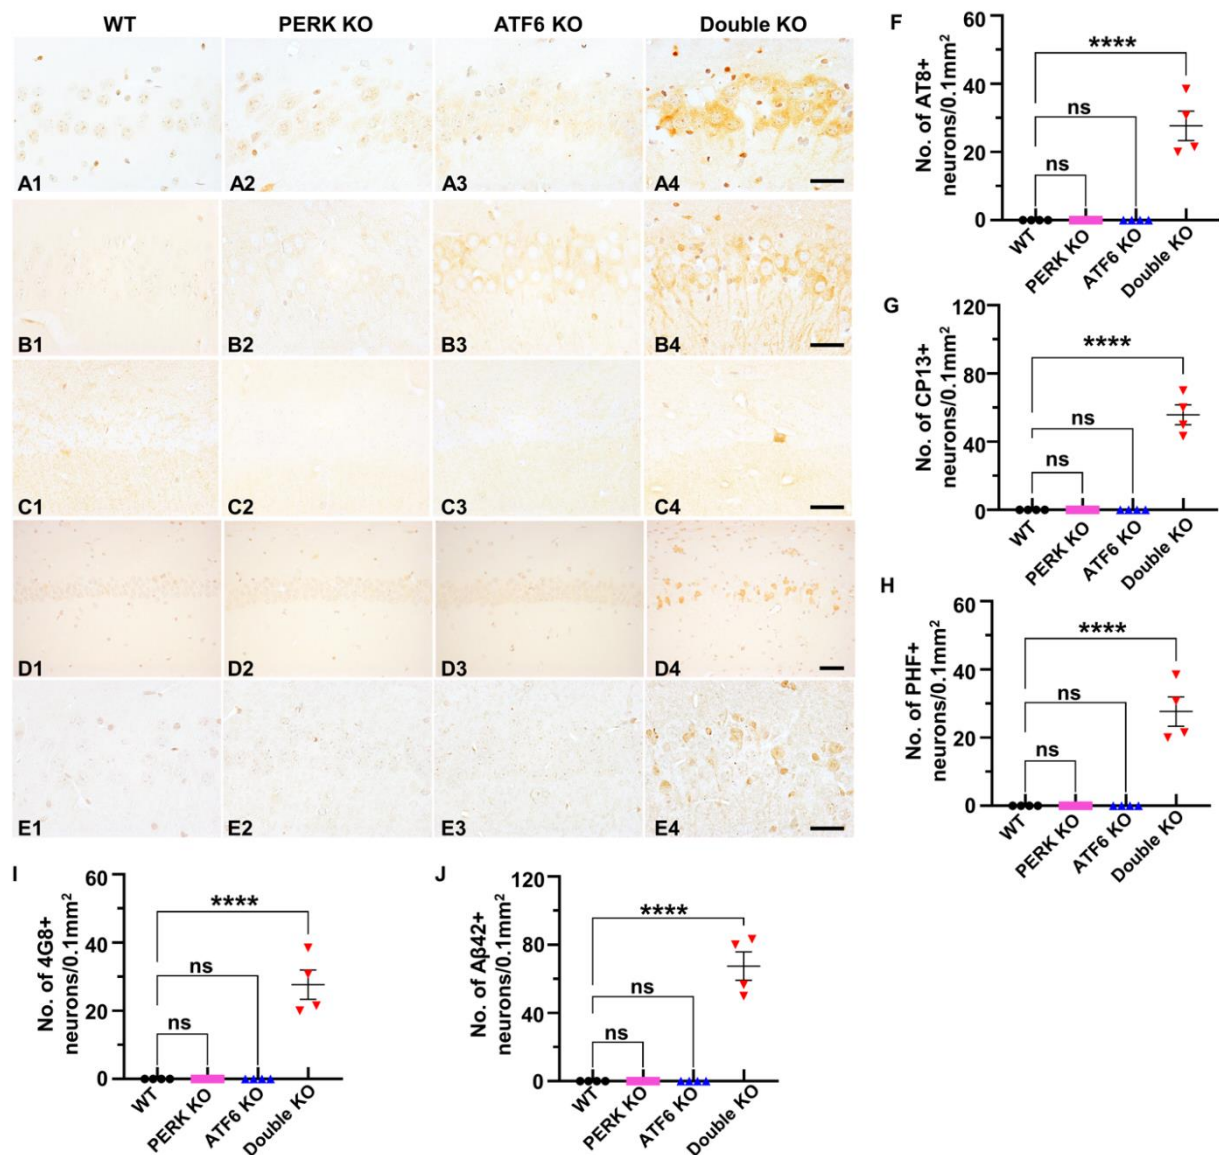 WT PERK KO ATF6 KO Double KO
A1 A2 A3 A4
B1 B2 B3 B4
C1 C2 C3 C4
D1 D2 D3 D4
E1 E2 E3 E4
F
No. of AT8+
neurons/0.1mm²
60
40
20
0
ns
ns
****
WT PERK KO ATF6 KO Double KO
G
No. of CP13+
neurons/0.1mm²
120
80
40
0
ns
ns
****
WT PERK KO ATF6 KO Double KO
H
No. of PHF+
neurons/0.1mm²
60
40
20
0
ns
ns
****
WT PERK KO ATF6 KO Double KO
I
No. of 4G8+
neurons/0.1mm²
60
40
20
0
ns
ns
****
WT PERK KO ATF6 KO Double KO
J
No. of Aβ42+
neurons/0.1mm²
120
80
40
0
ns
ns
****
WT PERK KO ATF6 KO Double KO